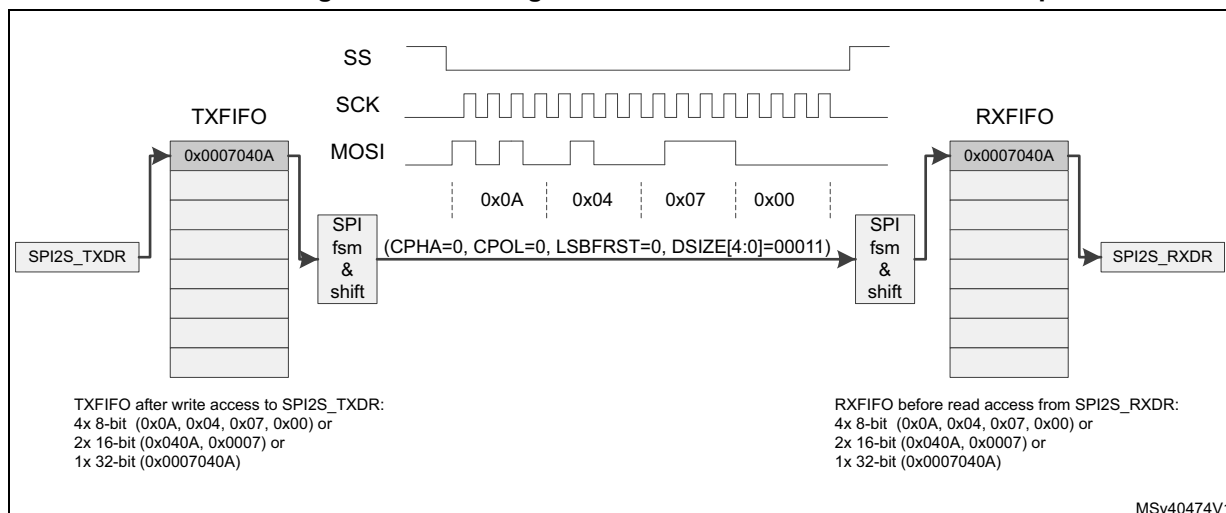 SS
SCK
TXFIFO
RXFIFO
MOSI
0x0007040A
0x0007040A
0x0A 0x04 0x07 0x00
SPI
fsm
&
shift
(CPHA=0, CPOL=0, LSBFRST=0, DSIZE[4:0]=00011)
SPI
fsm
&
shift
SPI2S_TXDR
SPI2S_RXDR
TXFIFO after write access to SPI2S_TXDR:
4x 8-bit (0x0A, 0x04, 0x07, 0x00) or
2x 16-bit (0x040A, 0x0007) or
1x 32-bit (0x0007040A)
RXFIFO before read access from SPI2S_RXDR:
4x 8-bit (0x0A, 0x04, 0x07, 0x00) or
2x 16-bit (0x040A, 0x0007) or
1x 32-bit (0x0007040A)